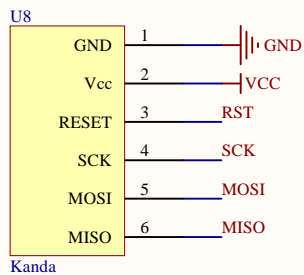 U8
GND 1 GND
Vcc 2 VCC
RESET 3 RST
SCK 4 SCK
MOSI 5 MOSI
MISO 6 MISO
Kanda